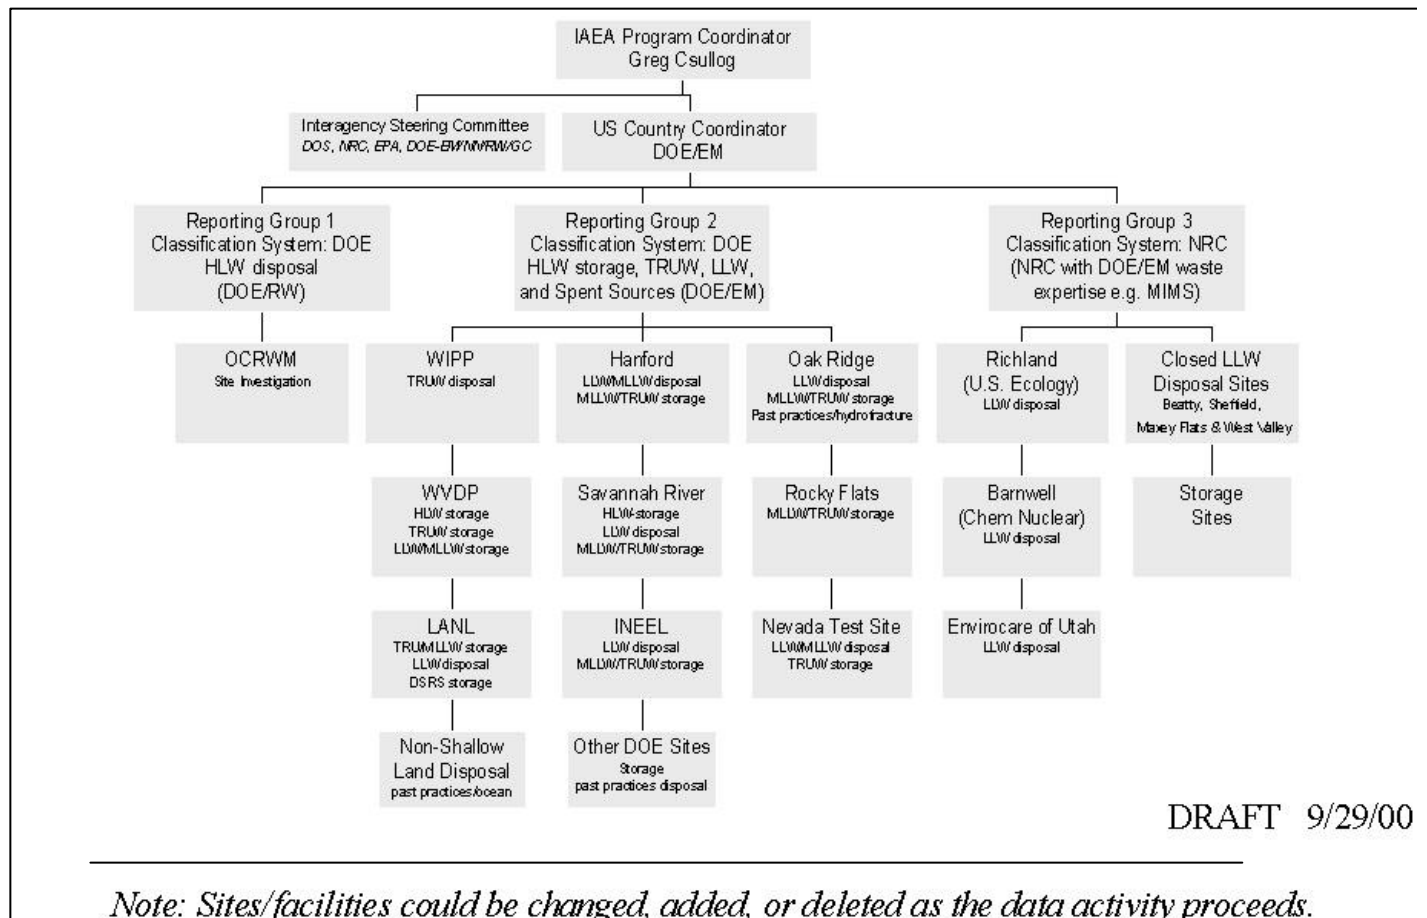 IAEA Program Coordinator
Greg Csullog
Interagency Steering Committee
DOS, NRC, EPA, DOE-EM/NN/RW/GC
US Country Coordinator
DOE/EM
Reporting Group 1
Classification System: DOE
HLW disposal
(DOE/RW)
Reporting Group 2
Classification System: DOE
HLW storage, TRUW, LLW,
and Spent Sources (DOE/EM)
Reporting Group 3
Classification System: NRC
(NRC with DOE/EM waste
expertise e.g. MIMS)
OCRWM
Site Investigation
WIPP
TRUW disposal
Hanford
LLW/MLLW disposal
MLLW/TRUW storage
Oak Ridge
LLW disposal
MLLW/TRUW storage
Past practices/hydrofracture
Richland
(U.S. Ecology)
LLW disposal
Closed LLW
Disposal Sites
Beatty, Sheffield,
Maxey Flats & West Valley
WVDP
HLW storage
TRUW storage
LLW/MLLW storage
Savannah River
HLW-storage
LLW disposal
MLLW/TRUW storage
Rocky Flats
MLLW/TRUW storage
Barnwell
(Chem Nuclear)
LLW disposal
Storage
Sites
LANL
TRU/MLLW storage
LLW disposal
DSRS storage
INEEL
LLW disposal
MLLW/TRUW storage
Nevada Test Site
LLW/MLLW disposal
TRUW storage
Envirocare of Utah
LLW disposal
Non-Shallow
Land Disposal
past practices/ocean
Other DOE Sites
Storage
past practices disposal
DRAFT 9/29/00
Note: Sites/facilities could be changed, added, or deleted as the data activity proceeds.